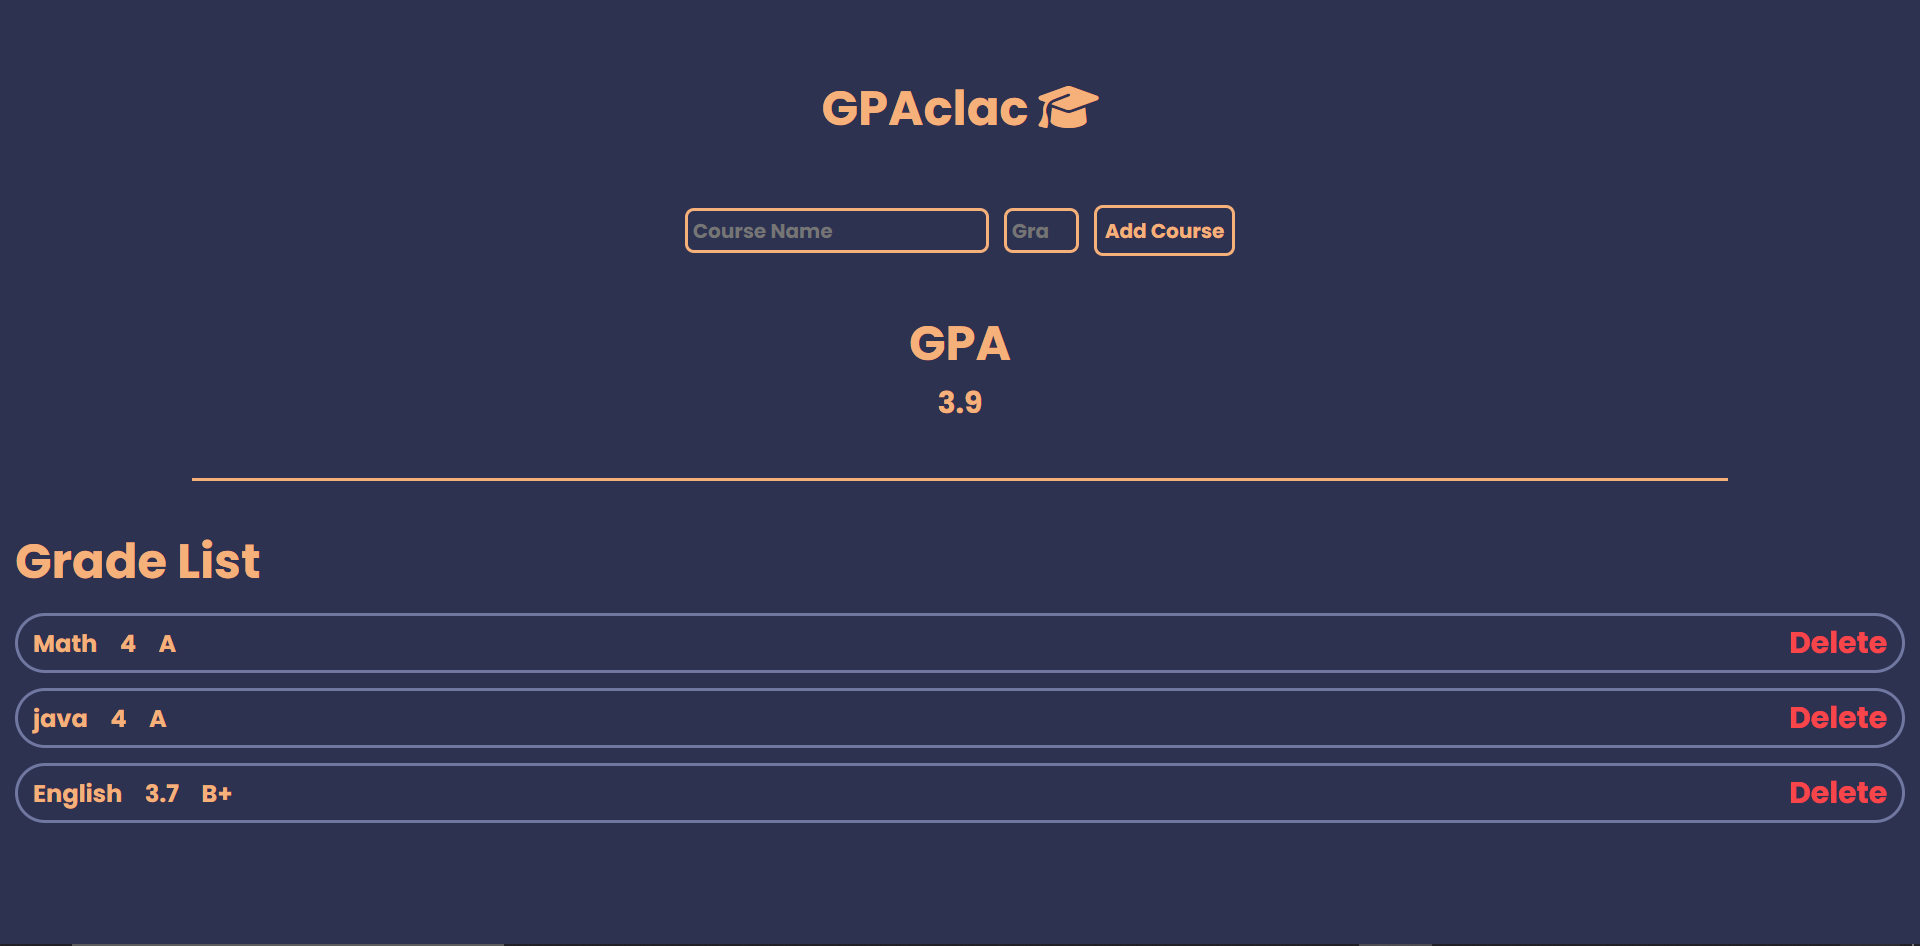 GPAclac
Course Name Gra Add Course
GPA
3.9
Grade List
Math 4 A Delete
java 4 A Delete
English 3.7 B+ Delete